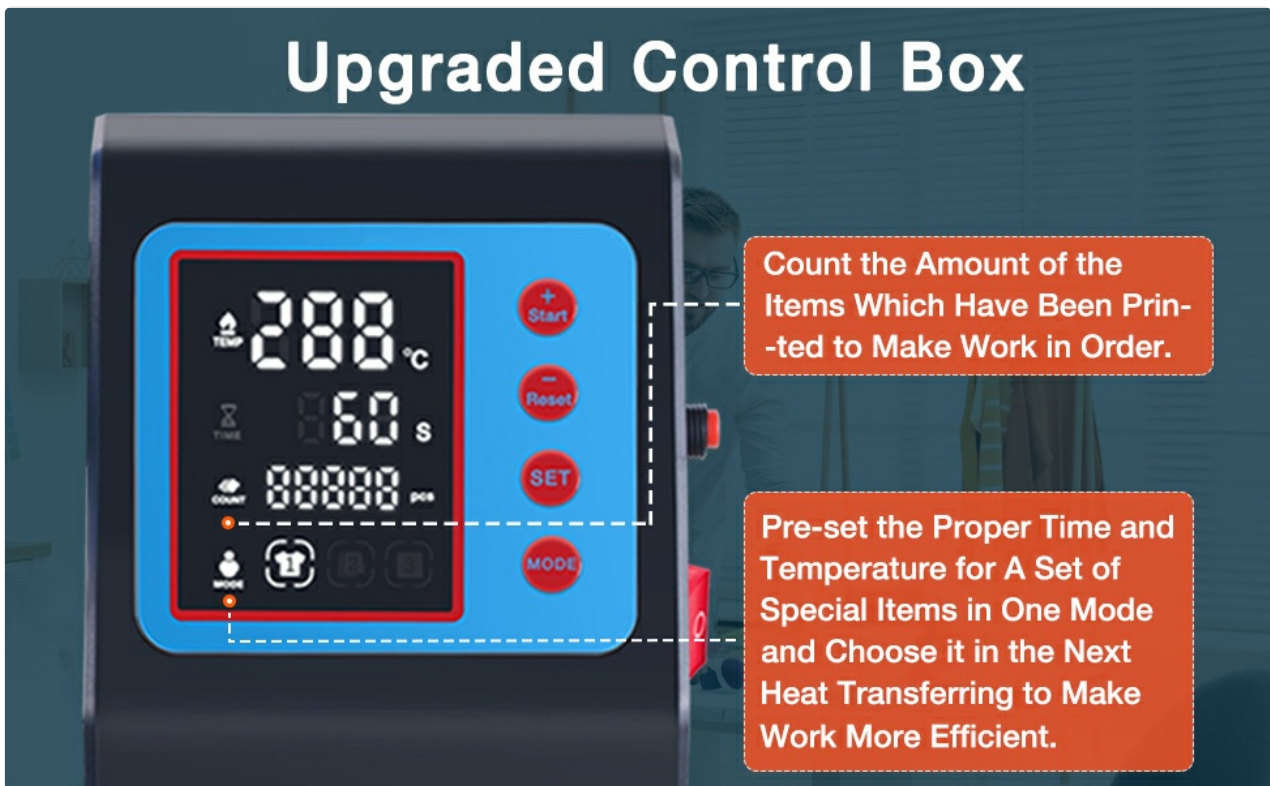 Upgraded Control Box
TEMP 288 °C
TIME 60 S
COUNT 88888 pcs
MODE 1 2 3
+
Start
-
Reset
SET
MODE
Count the Amount of the
Items Which Have Been Prin-
-ted to Make Work in Order.
Pre-set the Proper Time and
Temperature for A Set of
Special Items in One Mode
and Choose it in the Next
Heat Transferring to Make
Work More Efficient.